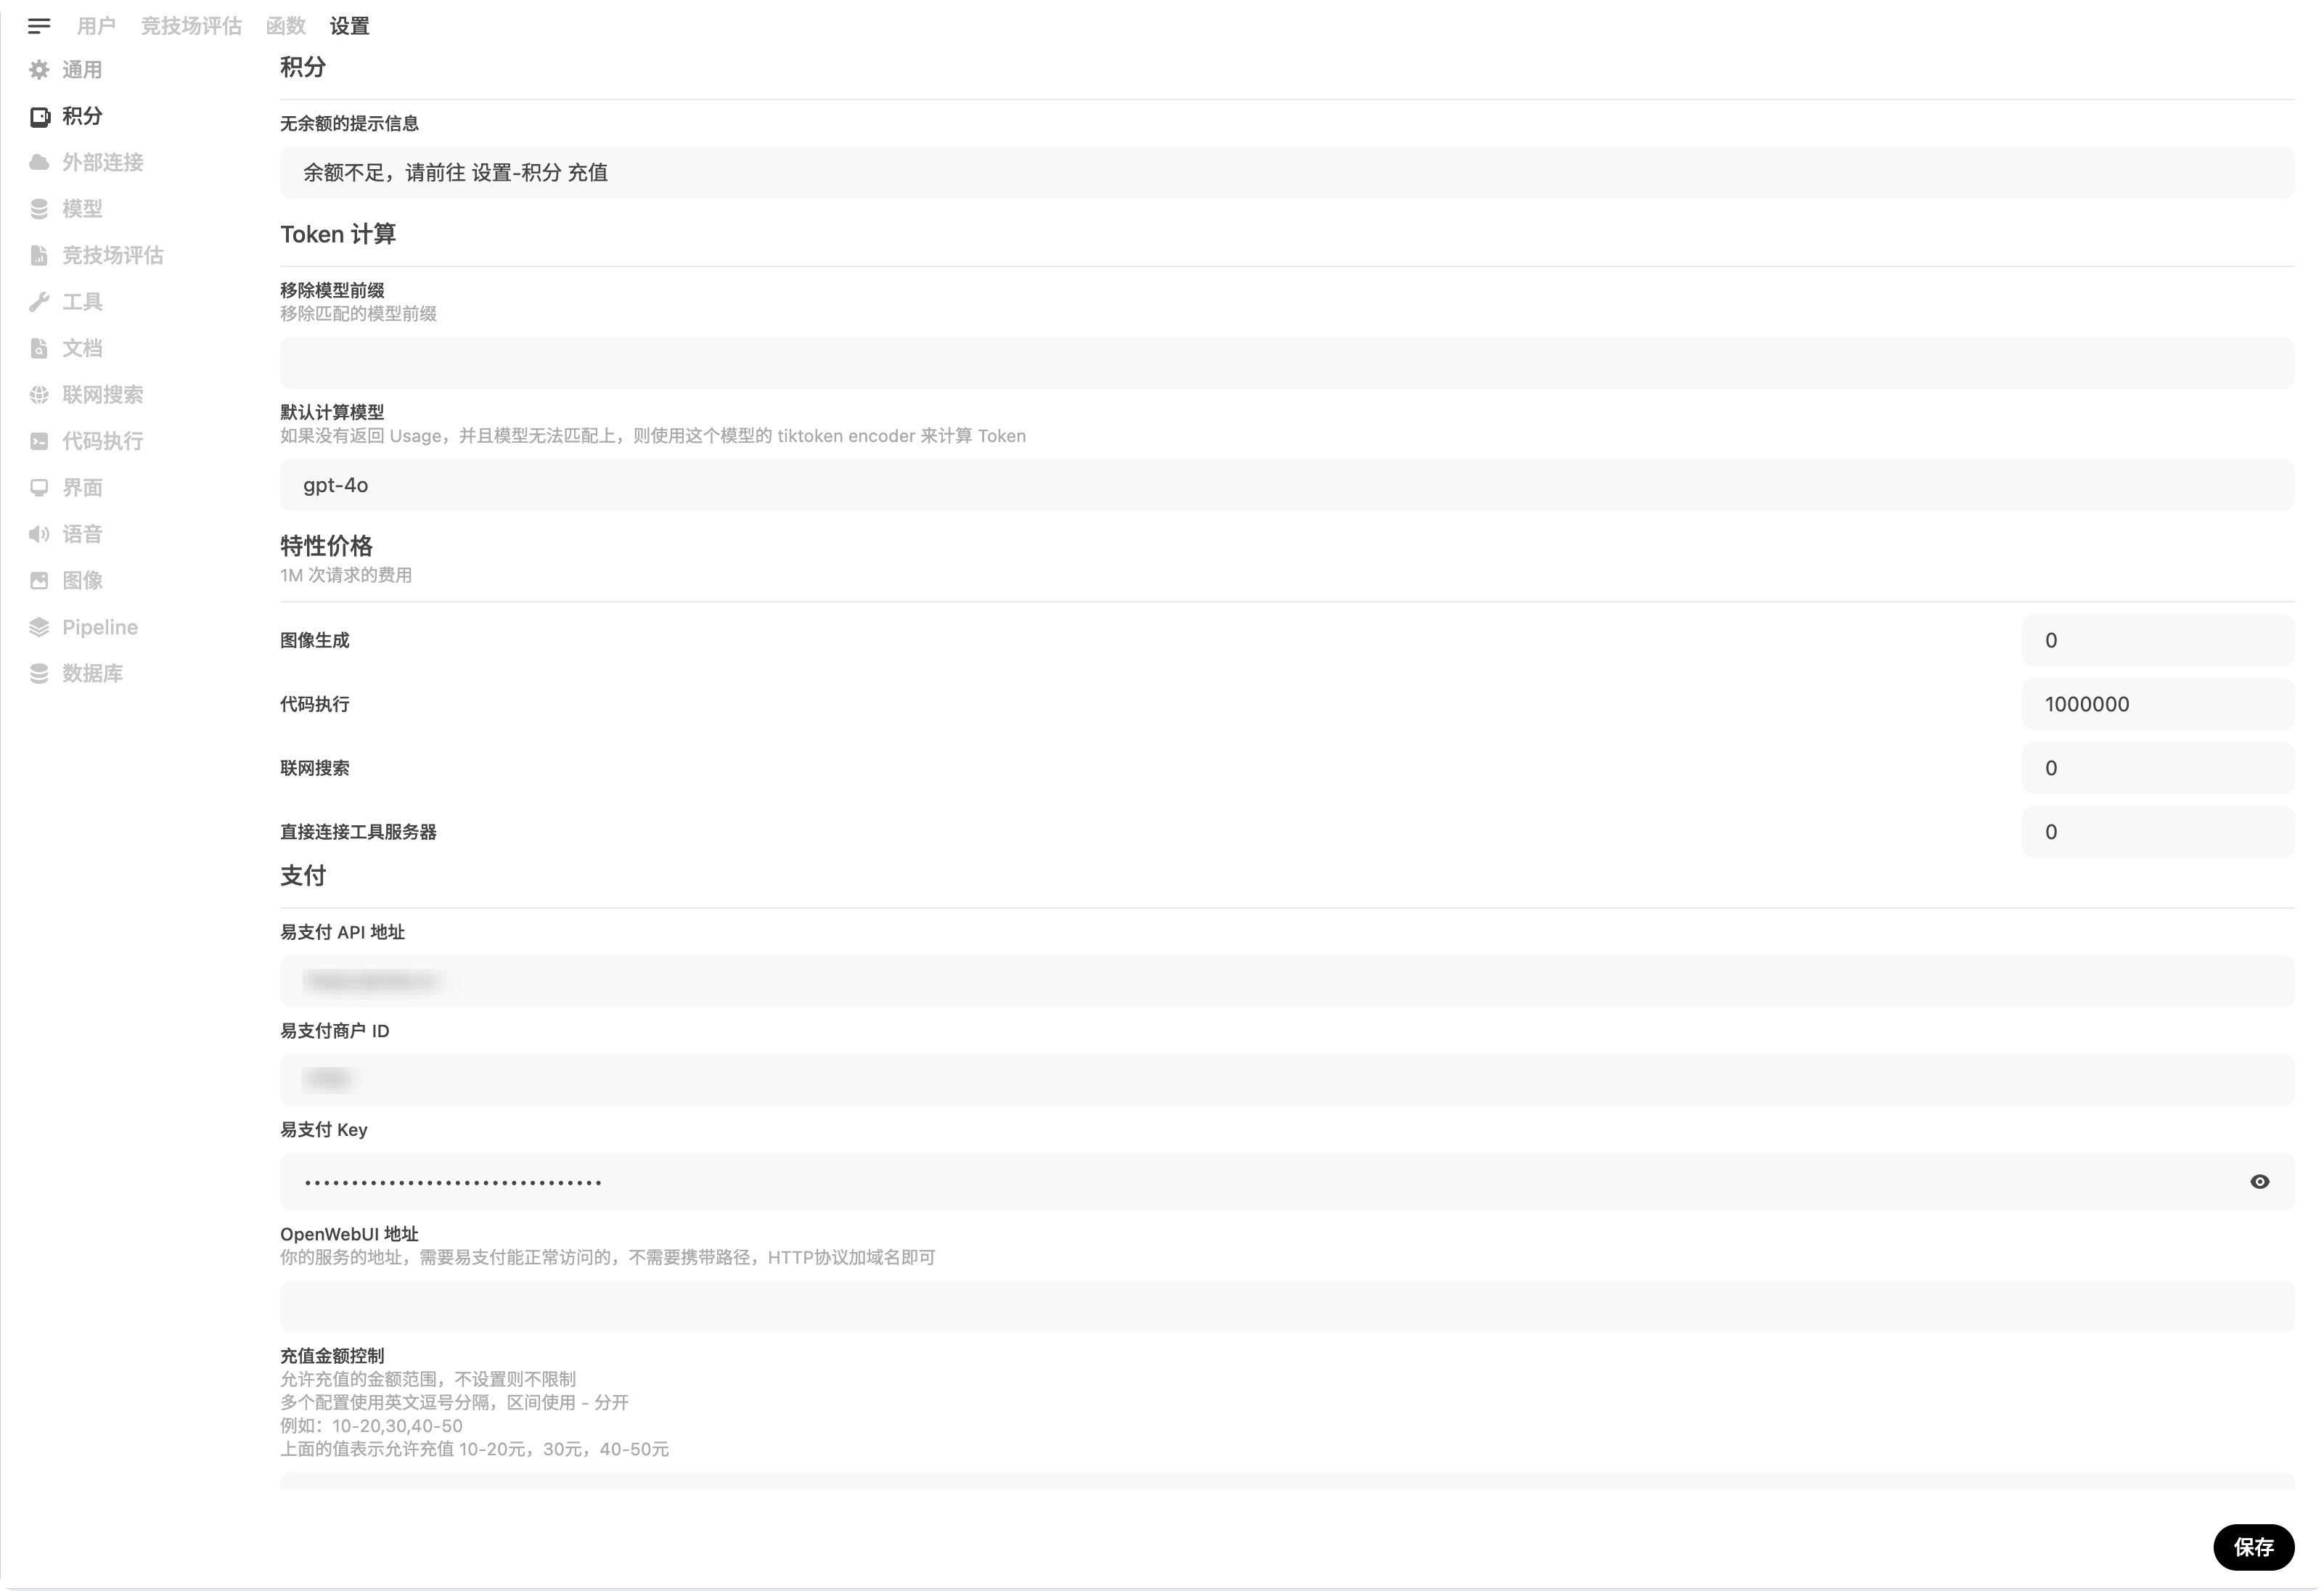 用户 竞技场评估 函数 设置
通用
积分
外部连接
模型
竞技场评估
工具
文档
联网搜索
代码执行
界面
语音
图像
Pipeline
数据库
积分
无余额的提示信息
余额不足，请前往 设置-积分 充值
Token 计算
移除模型前缀
移除匹配的模型前缀
默认计算模型
如果没有返回 Usage，并且模型无法匹配上，则使用这个模型的 tiktoken encoder 来计算 Token
gpt-4o
特性价格
1M 次请求的费用
图像生成 0
代码执行 1000000
联网搜索 0
直接连接工具服务器 0
支付
易支付 API 地址
易支付商户 ID
易支付 Key
OpenWebUI 地址
你的服务的地址，需要易支付能正常访问的，不需要携带路径，HTTP协议加域名即可
充值金额控制
允许充值的金额范围，不设置则不限制
多个配置使用英文逗号分隔，区间使用 - 分开
例如：10-20,30,40-50
上面的值表示允许充值 10-20元，30元，40-50元
保存